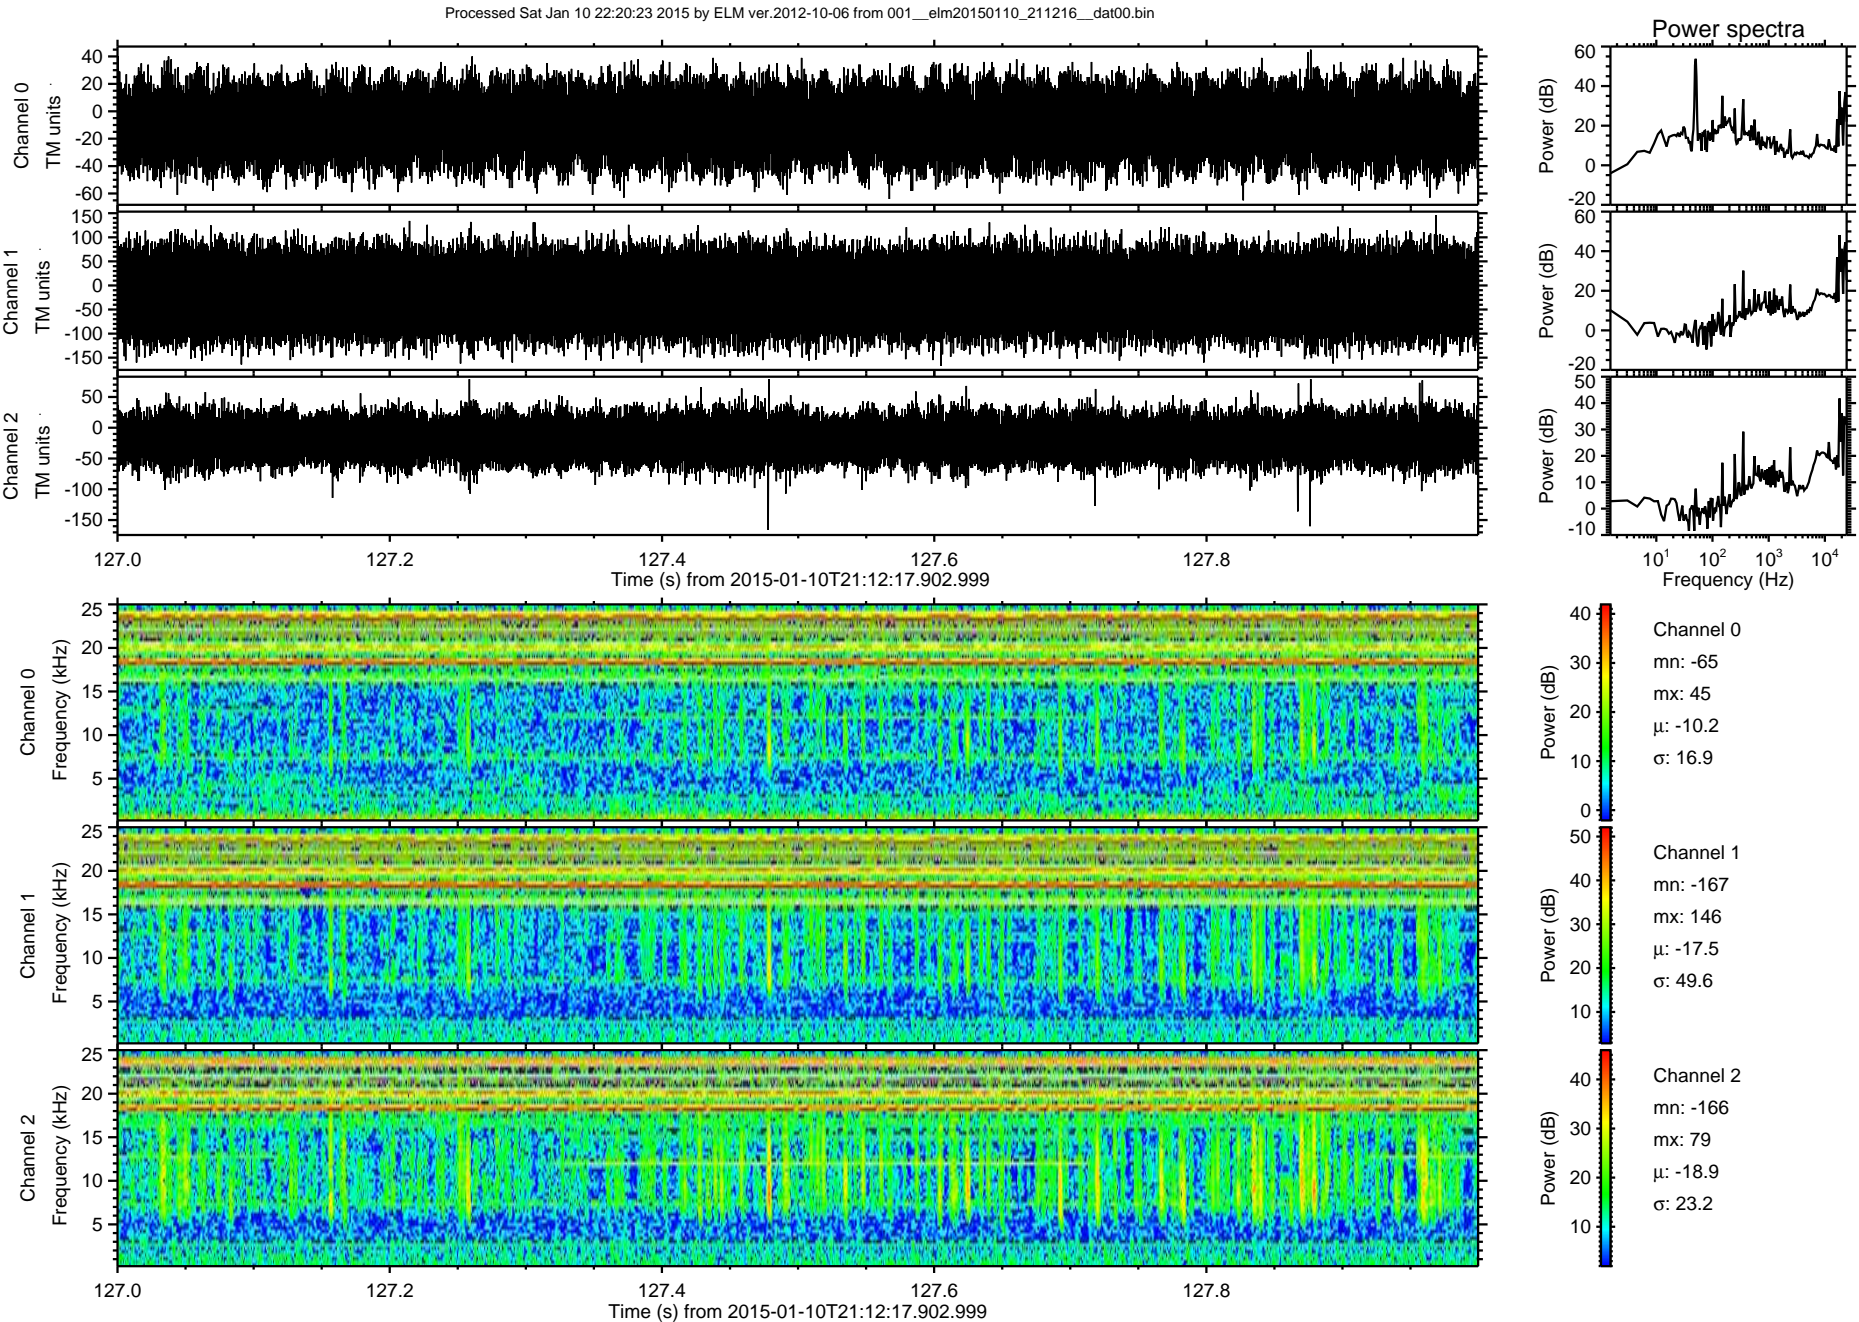 Processed Sat Jan 10 22:20:23 2015 by ELM ver.2012-10-06 from 001__elm20150110_211216__dat00.bin
Power spectra
Channel 0
TM units
40
20
0
-20
-40
-60
Power (dB)
60
40
20
0
-20
Channel 1
TM units
150
100
50
0
-50
-100
-150
Power (dB)
60
40
20
0
-20
Channel 2
TM units
50
0
-50
-100
-150
Power (dB)
50
40
30
20
10
0
-10
127.0 127.2 127.4 127.6 127.8
Time (s) from 2015-01-10T21:12:17.902.999
10^1 10^2 10^3 10^4
Frequency (Hz)
Channel 0
Frequency (kHz)
25
20
15
10
5
Power (dB)
40
30
20
10
0
Channel 0
mn: -65
mx: 45
μ: -10.2
σ: 16.9
Channel 1
Frequency (kHz)
25
20
15
10
5
Power (dB)
50
40
30
20
10
Channel 1
mn: -167
mx: 146
μ: -17.5
σ: 49.6
Channel 2
Frequency (kHz)
25
20
15
10
5
Power (dB)
40
30
20
10
Channel 2
mn: -166
mx: 79
μ: -18.9
σ: 23.2
127.0 127.2 127.4 127.6 127.8
Time (s) from 2015-01-10T21:12:17.902.999